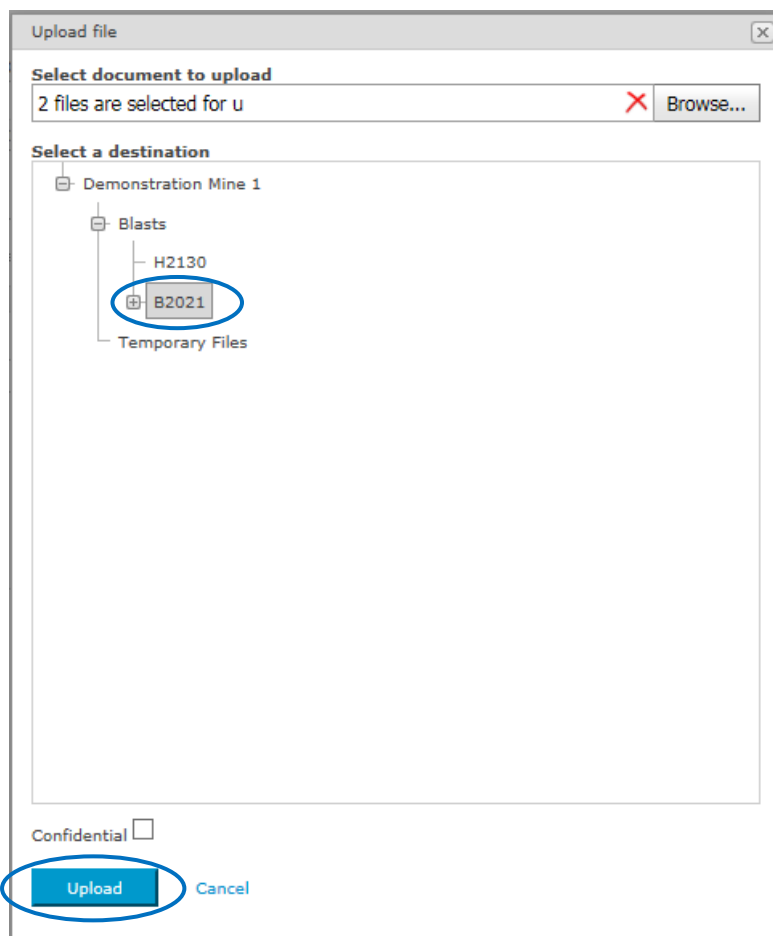 Upload file
Select document to upload
2 files are selected for u
Browse...
Select a destination
Demonstration Mine 1
Blasts
H2130
B2021
Temporary Files
Confidential
Upload Cancel